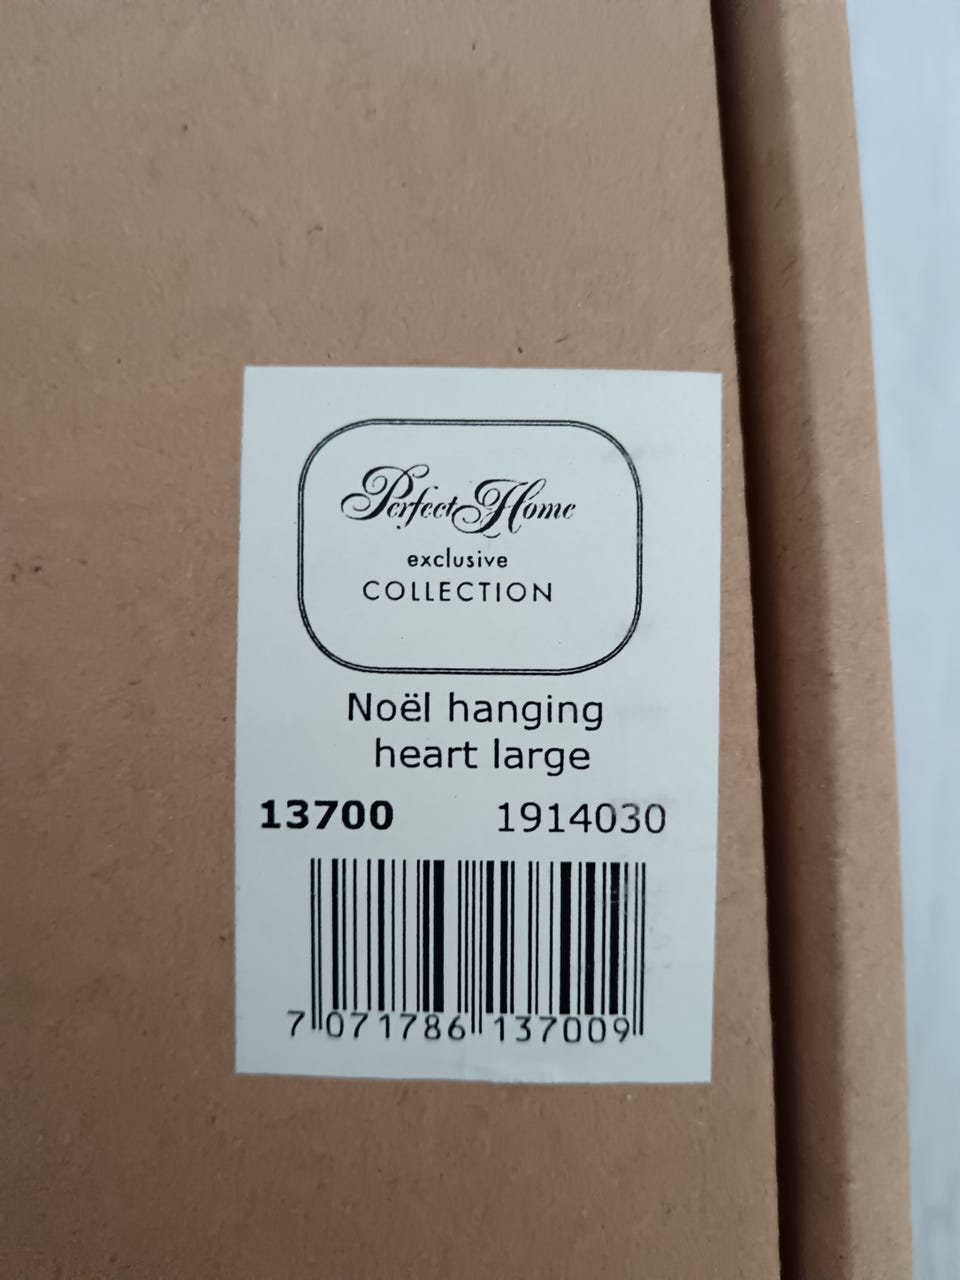 Perfect Home
exclusive
COLLECTION
Noël hanging
heart large
13700 1914030
7 071786 137009